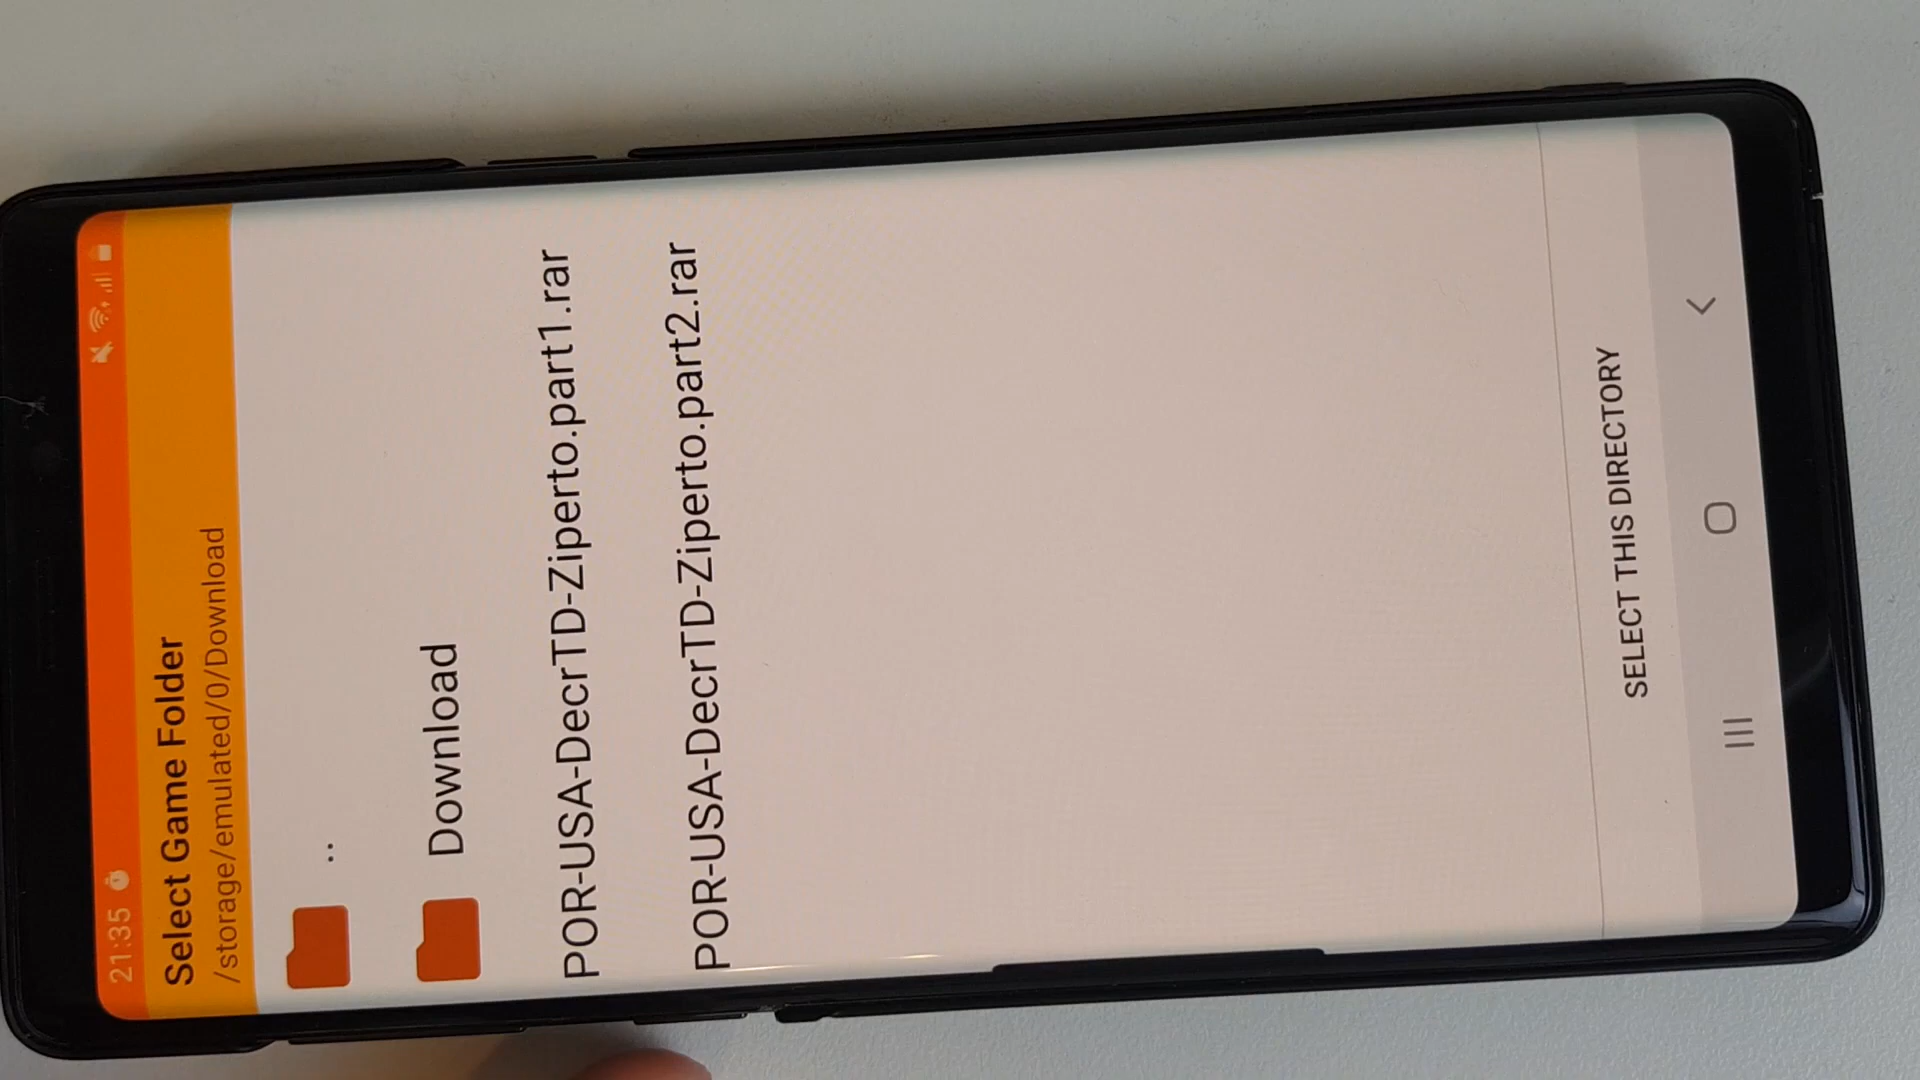 21:35
Select Game Folder
/storage/emulated/0/Download
..
Download
POR-USA-DecrTD-Ziperto.part1.rar
POR-USA-DecrTD-Ziperto.part2.rar
SELECT THIS DIRECTORY